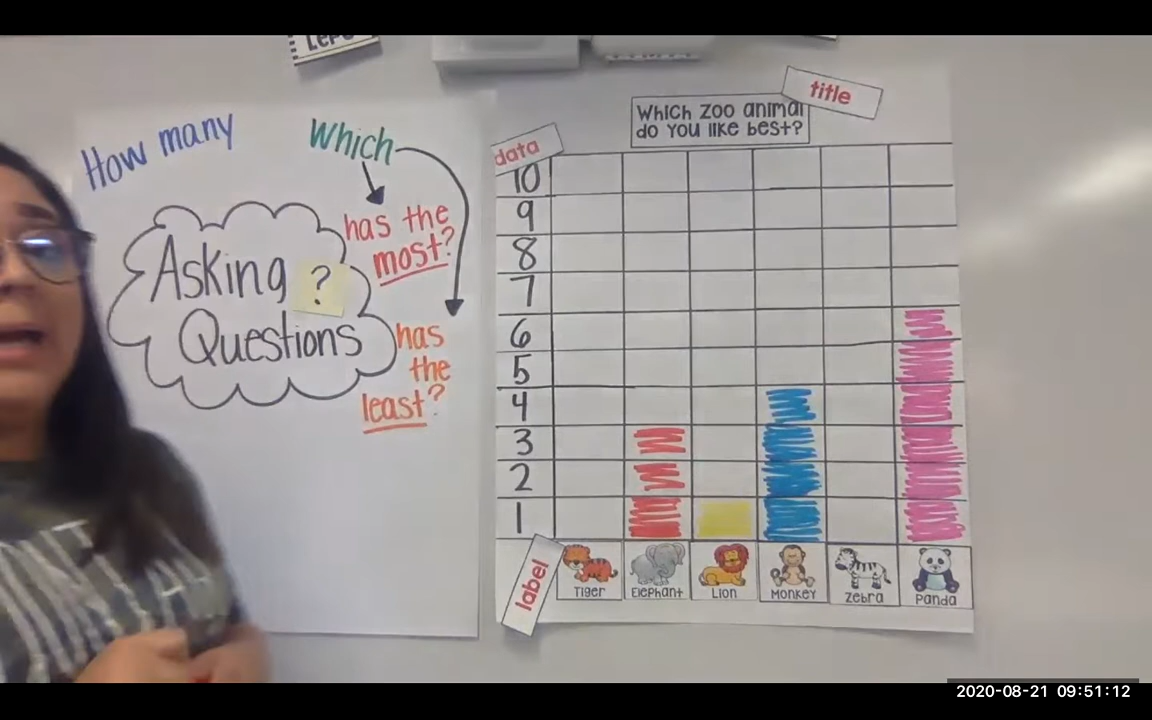 How many
Which
has the
most?
Asking ?
Questions
has
the
least?
title
Which zoo animal
do you like best?
data
10
9
8
7
6
5
4
3
2
1
label
Tiger
Elephant
Lion
Monkey
Zebra
Panda
2020-08-21 09:51:12